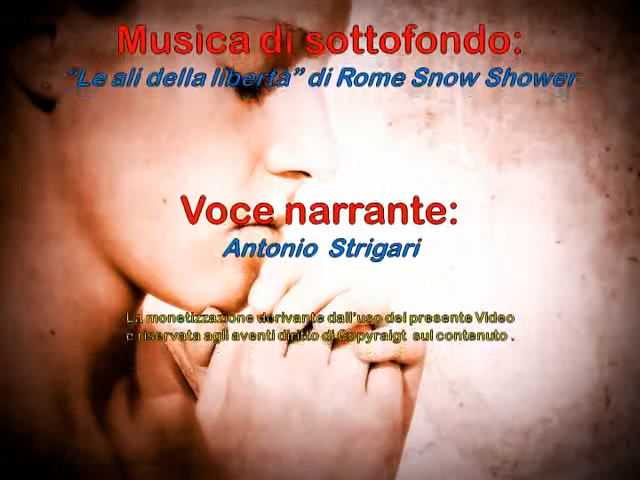 Musica di sottofondo:
"Le ali della libertà" di Rome Snow Shower
Voce narrante:
Antonio Strigari
La monetizzazione derivante dall'uso del presente Video
è riservata agli aventi diritto di Copyraigt sul contenuto .